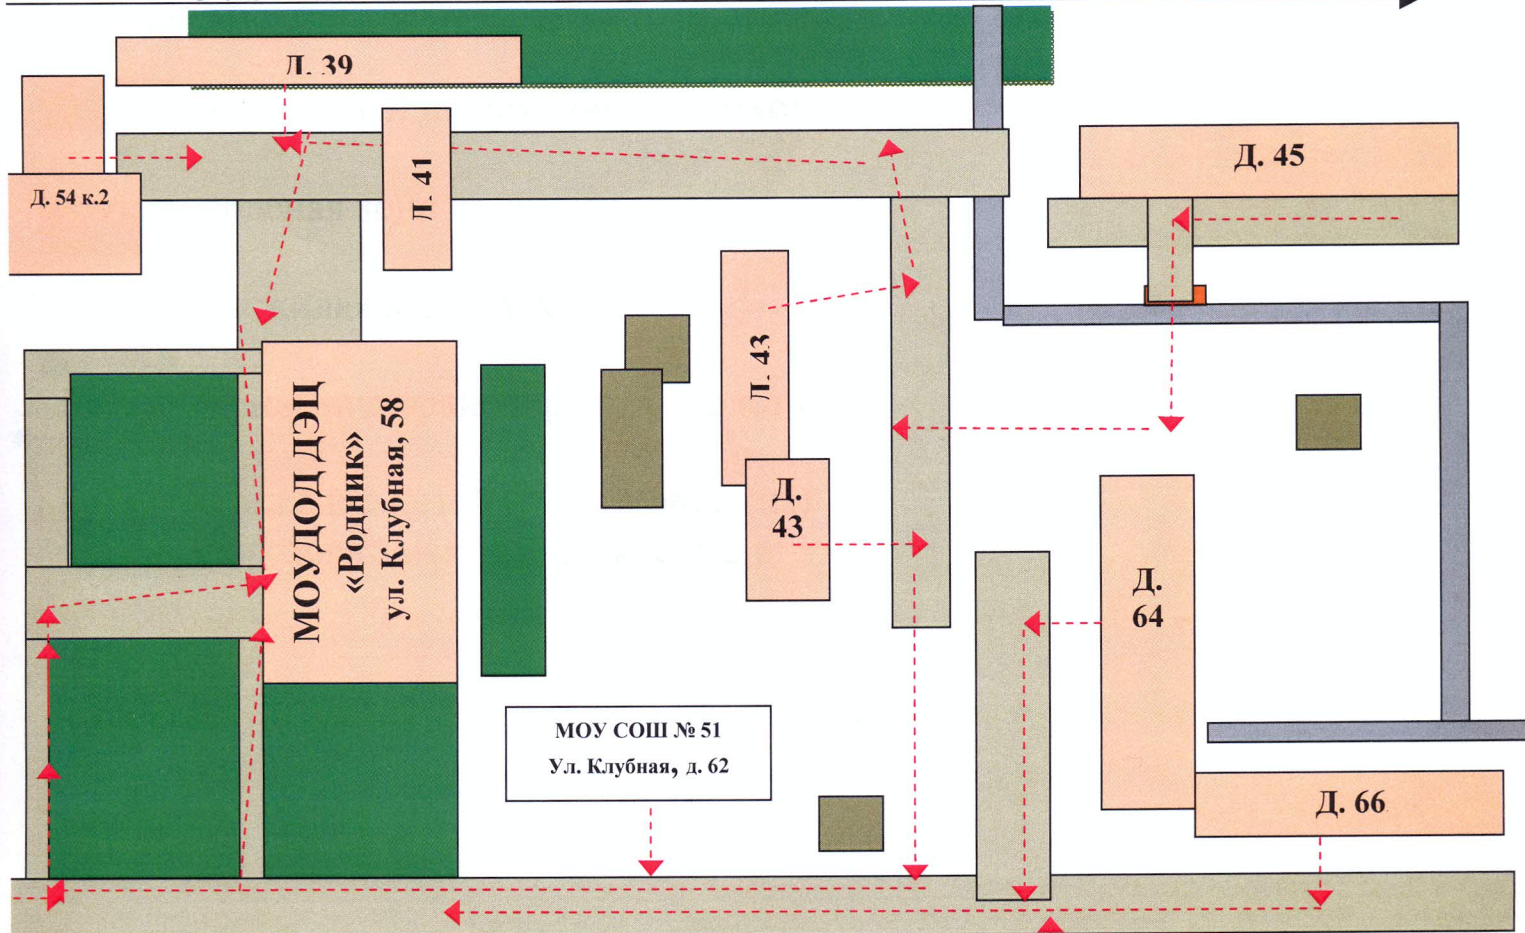 Д. 39
Д. 45
Д. 54 к.2
Д. 41
Д. 43
МОУДОД ДЭЦ
«Родник»
ул. Клубная, 58
Д.
43
Д.
64
МОУ СОШ № 51
Ул. Клубная, д. 62
Д. 66